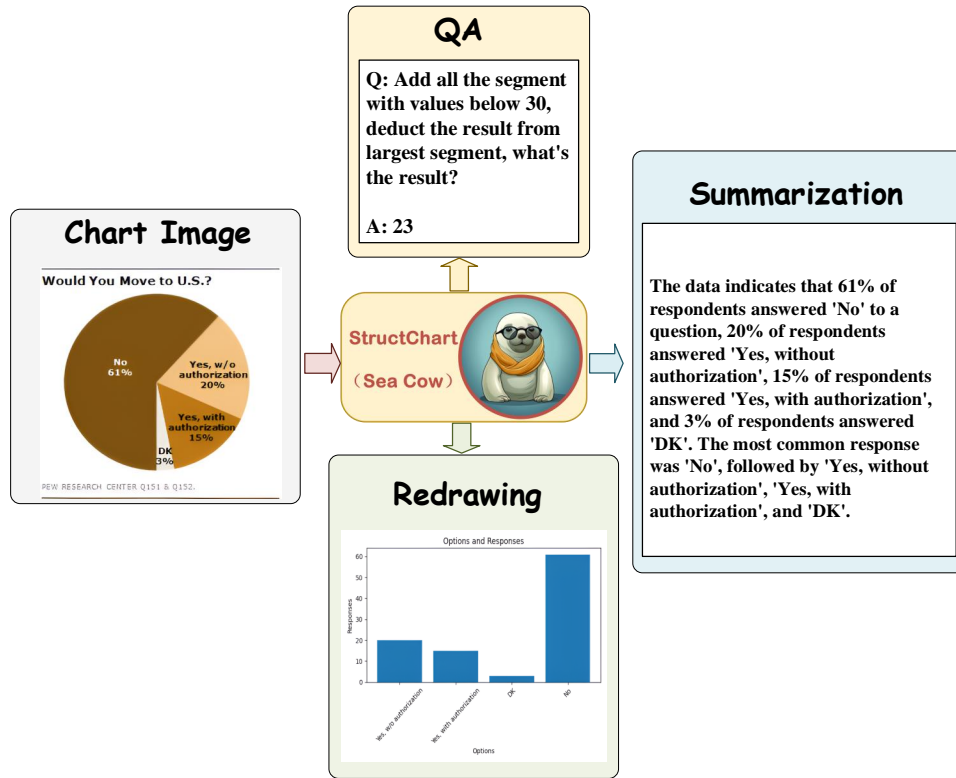 QA
Q: Add all the segment
with values below 30,
deduct the result from
largest segment, what's
the result?
A: 23
Chart Image
Would You Move to U.S.?
No
61%
Yes, w/o
authorization
20%
Yes, with
authorization
15%
DK
3%
PEW RESEARCH CENTER Q151 & Q152.
StructChart
(Sea Cow)
Summarization
The data indicates that 61% of
respondents answered 'No' to a
question, 20% of respondents
answered 'Yes, without
authorization', 15% of respondents
answered 'Yes, with authorization',
and 3% of respondents answered
'DK'. The most common response
was 'No', followed by 'Yes, without
authorization', 'Yes, with
authorization', and 'DK'.
Redrawing
Options and Responses
Responses
60
50
40
30
20
10
0
Yes, w/o authorization
Yes, with authorization
DK
No
Options